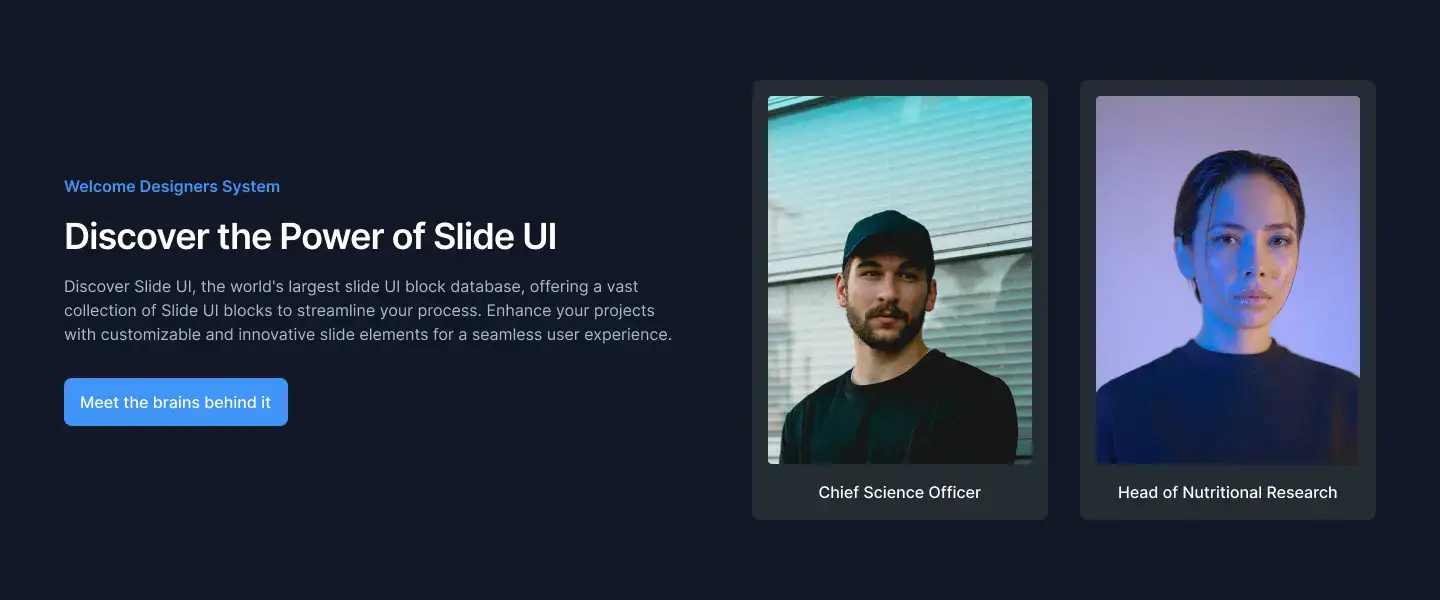 Welcome Designers System
Discover the Power of Slide UI
Discover Slide UI, the world's largest slide UI block database, offering a vast
collection of Slide UI blocks to streamline your process. Enhance your projects
with customizable and innovative slide elements for a seamless user experience.
Meet the brains behind it
Chief Science Officer
Head of Nutritional Research